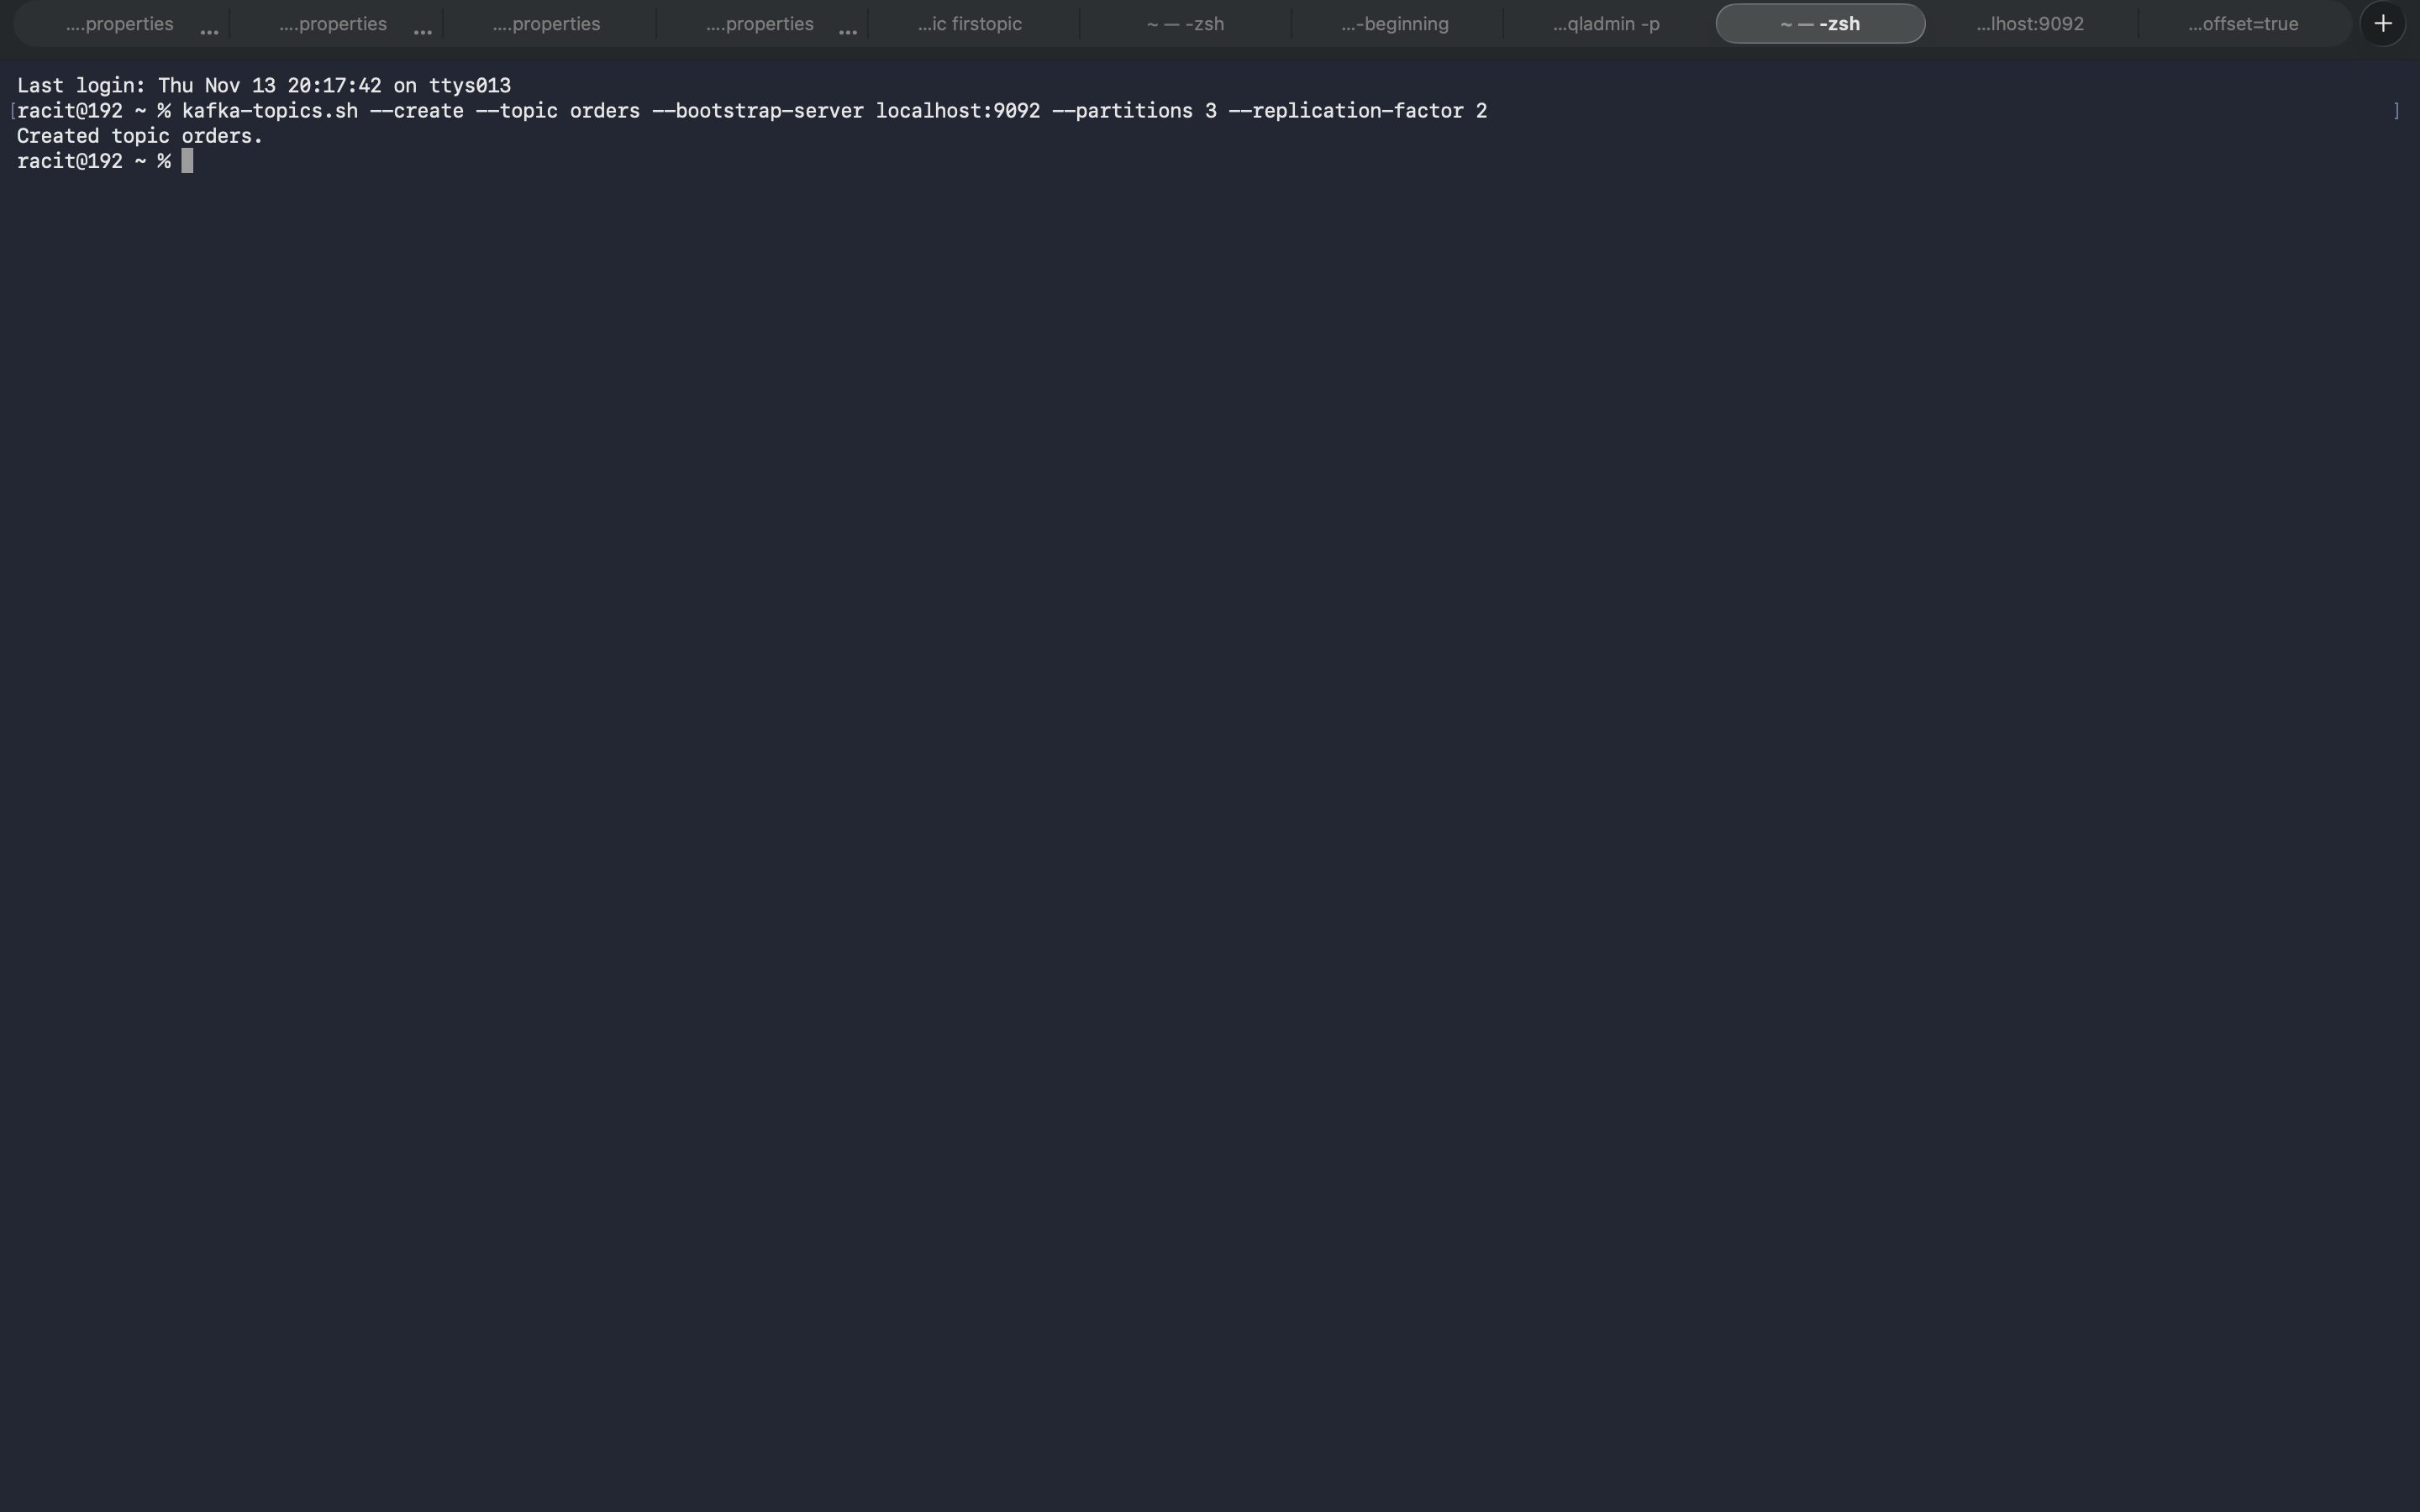 ....properties ... ....properties ... ....properties ....properties ... ...ic firstopic ~ — -zsh ...-beginning ...qladmin -p ~ — -zsh ...lhost:9092 ...offset=true +
Last login: Thu Nov 13 20:17:42 on ttys013
[racit@192 ~ % kafka-topics.sh --create --topic orders --bootstrap-server localhost:9092 --partitions 3 --replication-factor 2 ]
Created topic orders.
racit@192 ~ %